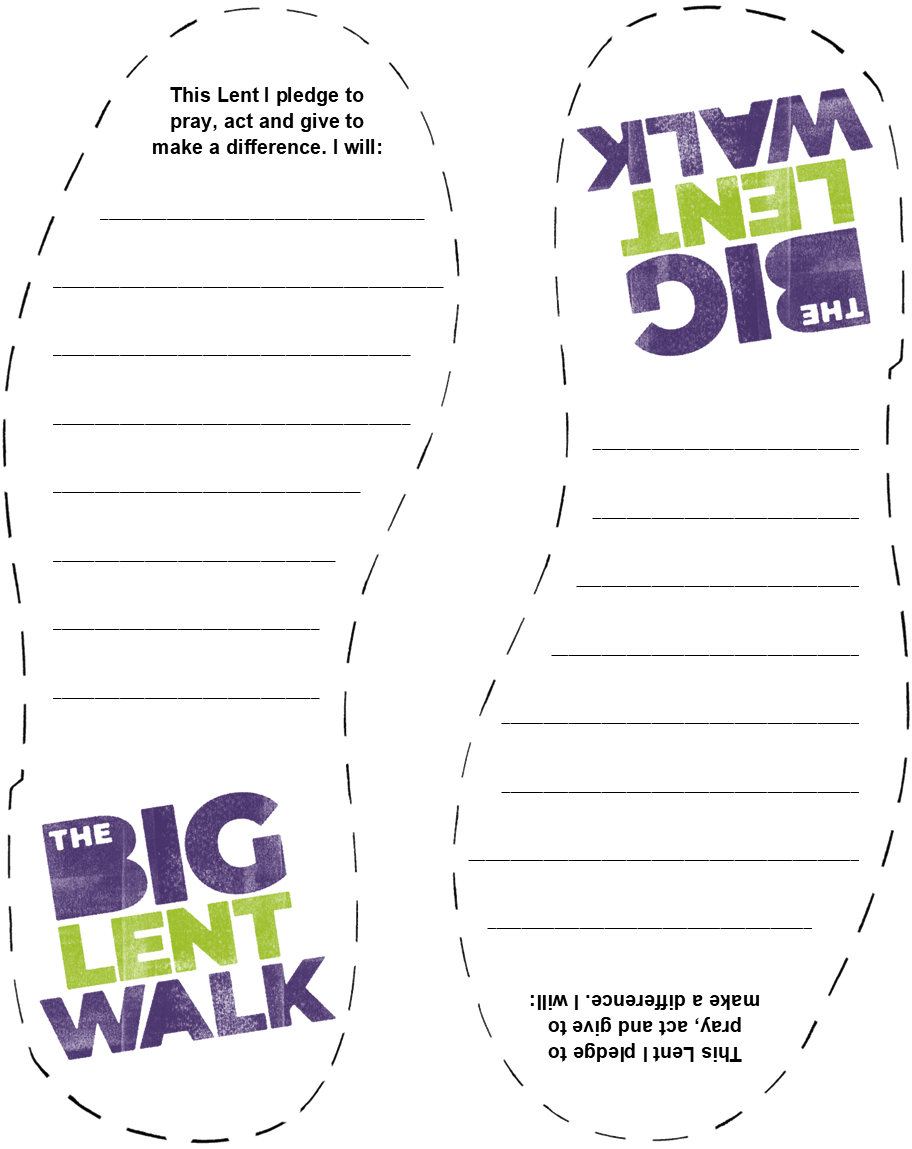 This Lent I pledge to
pray, act and give to
make a difference. I will:
THE
BIG
LENT
WALK
This Lent I pledge to
pray, act and give to
make a difference. I will:
THE
BIG
LENT
WALK